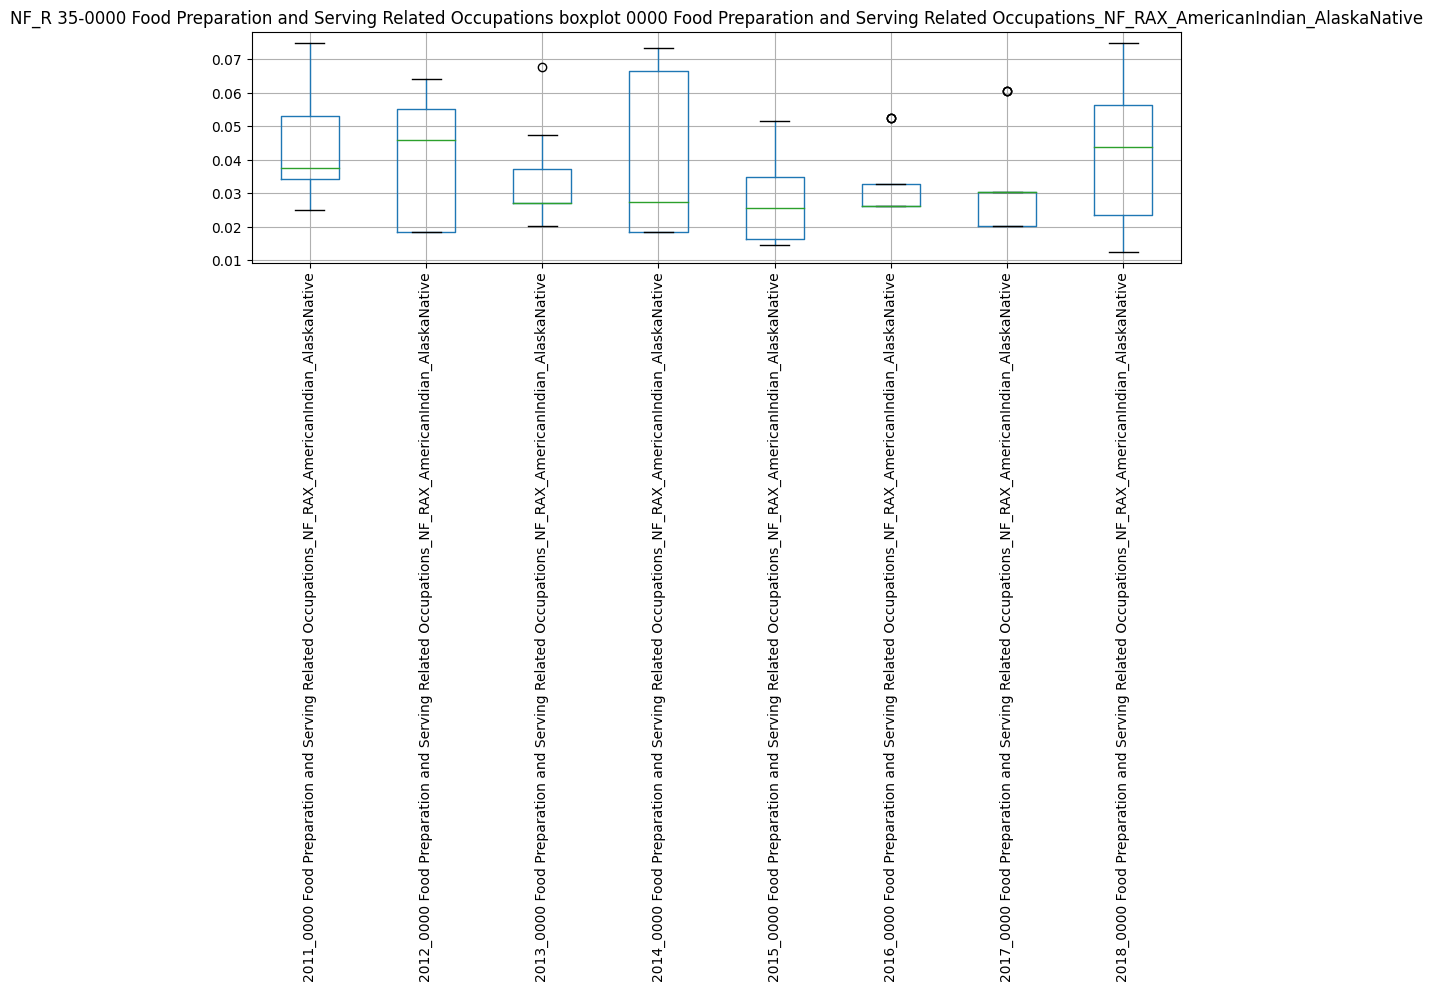 NF_R 35-0000 Food Preparation and Serving Related Occupations boxplot 0000 Food Preparation and Serving Related Occupations_NF_RAX_AmericanIndian_AlaskaNative
0.07
0.06
0.05
0.04
0.03
0.02
0.01
2011_0000 Food Preparation and Serving Related Occupations_NF_RAX_AmericanIndian_AlaskaNative
2012_0000 Food Preparation and Serving Related Occupations_NF_RAX_AmericanIndian_AlaskaNative
2013_0000 Food Preparation and Serving Related Occupations_NF_RAX_AmericanIndian_AlaskaNative
2014_0000 Food Preparation and Serving Related Occupations_NF_RAX_AmericanIndian_AlaskaNative
2015_0000 Food Preparation and Serving Related Occupations_NF_RAX_AmericanIndian_AlaskaNative
2016_0000 Food Preparation and Serving Related Occupations_NF_RAX_AmericanIndian_AlaskaNative
2017_0000 Food Preparation and Serving Related Occupations_NF_RAX_AmericanIndian_AlaskaNative
2018_0000 Food Preparation and Serving Related Occupations_NF_RAX_AmericanIndian_AlaskaNative